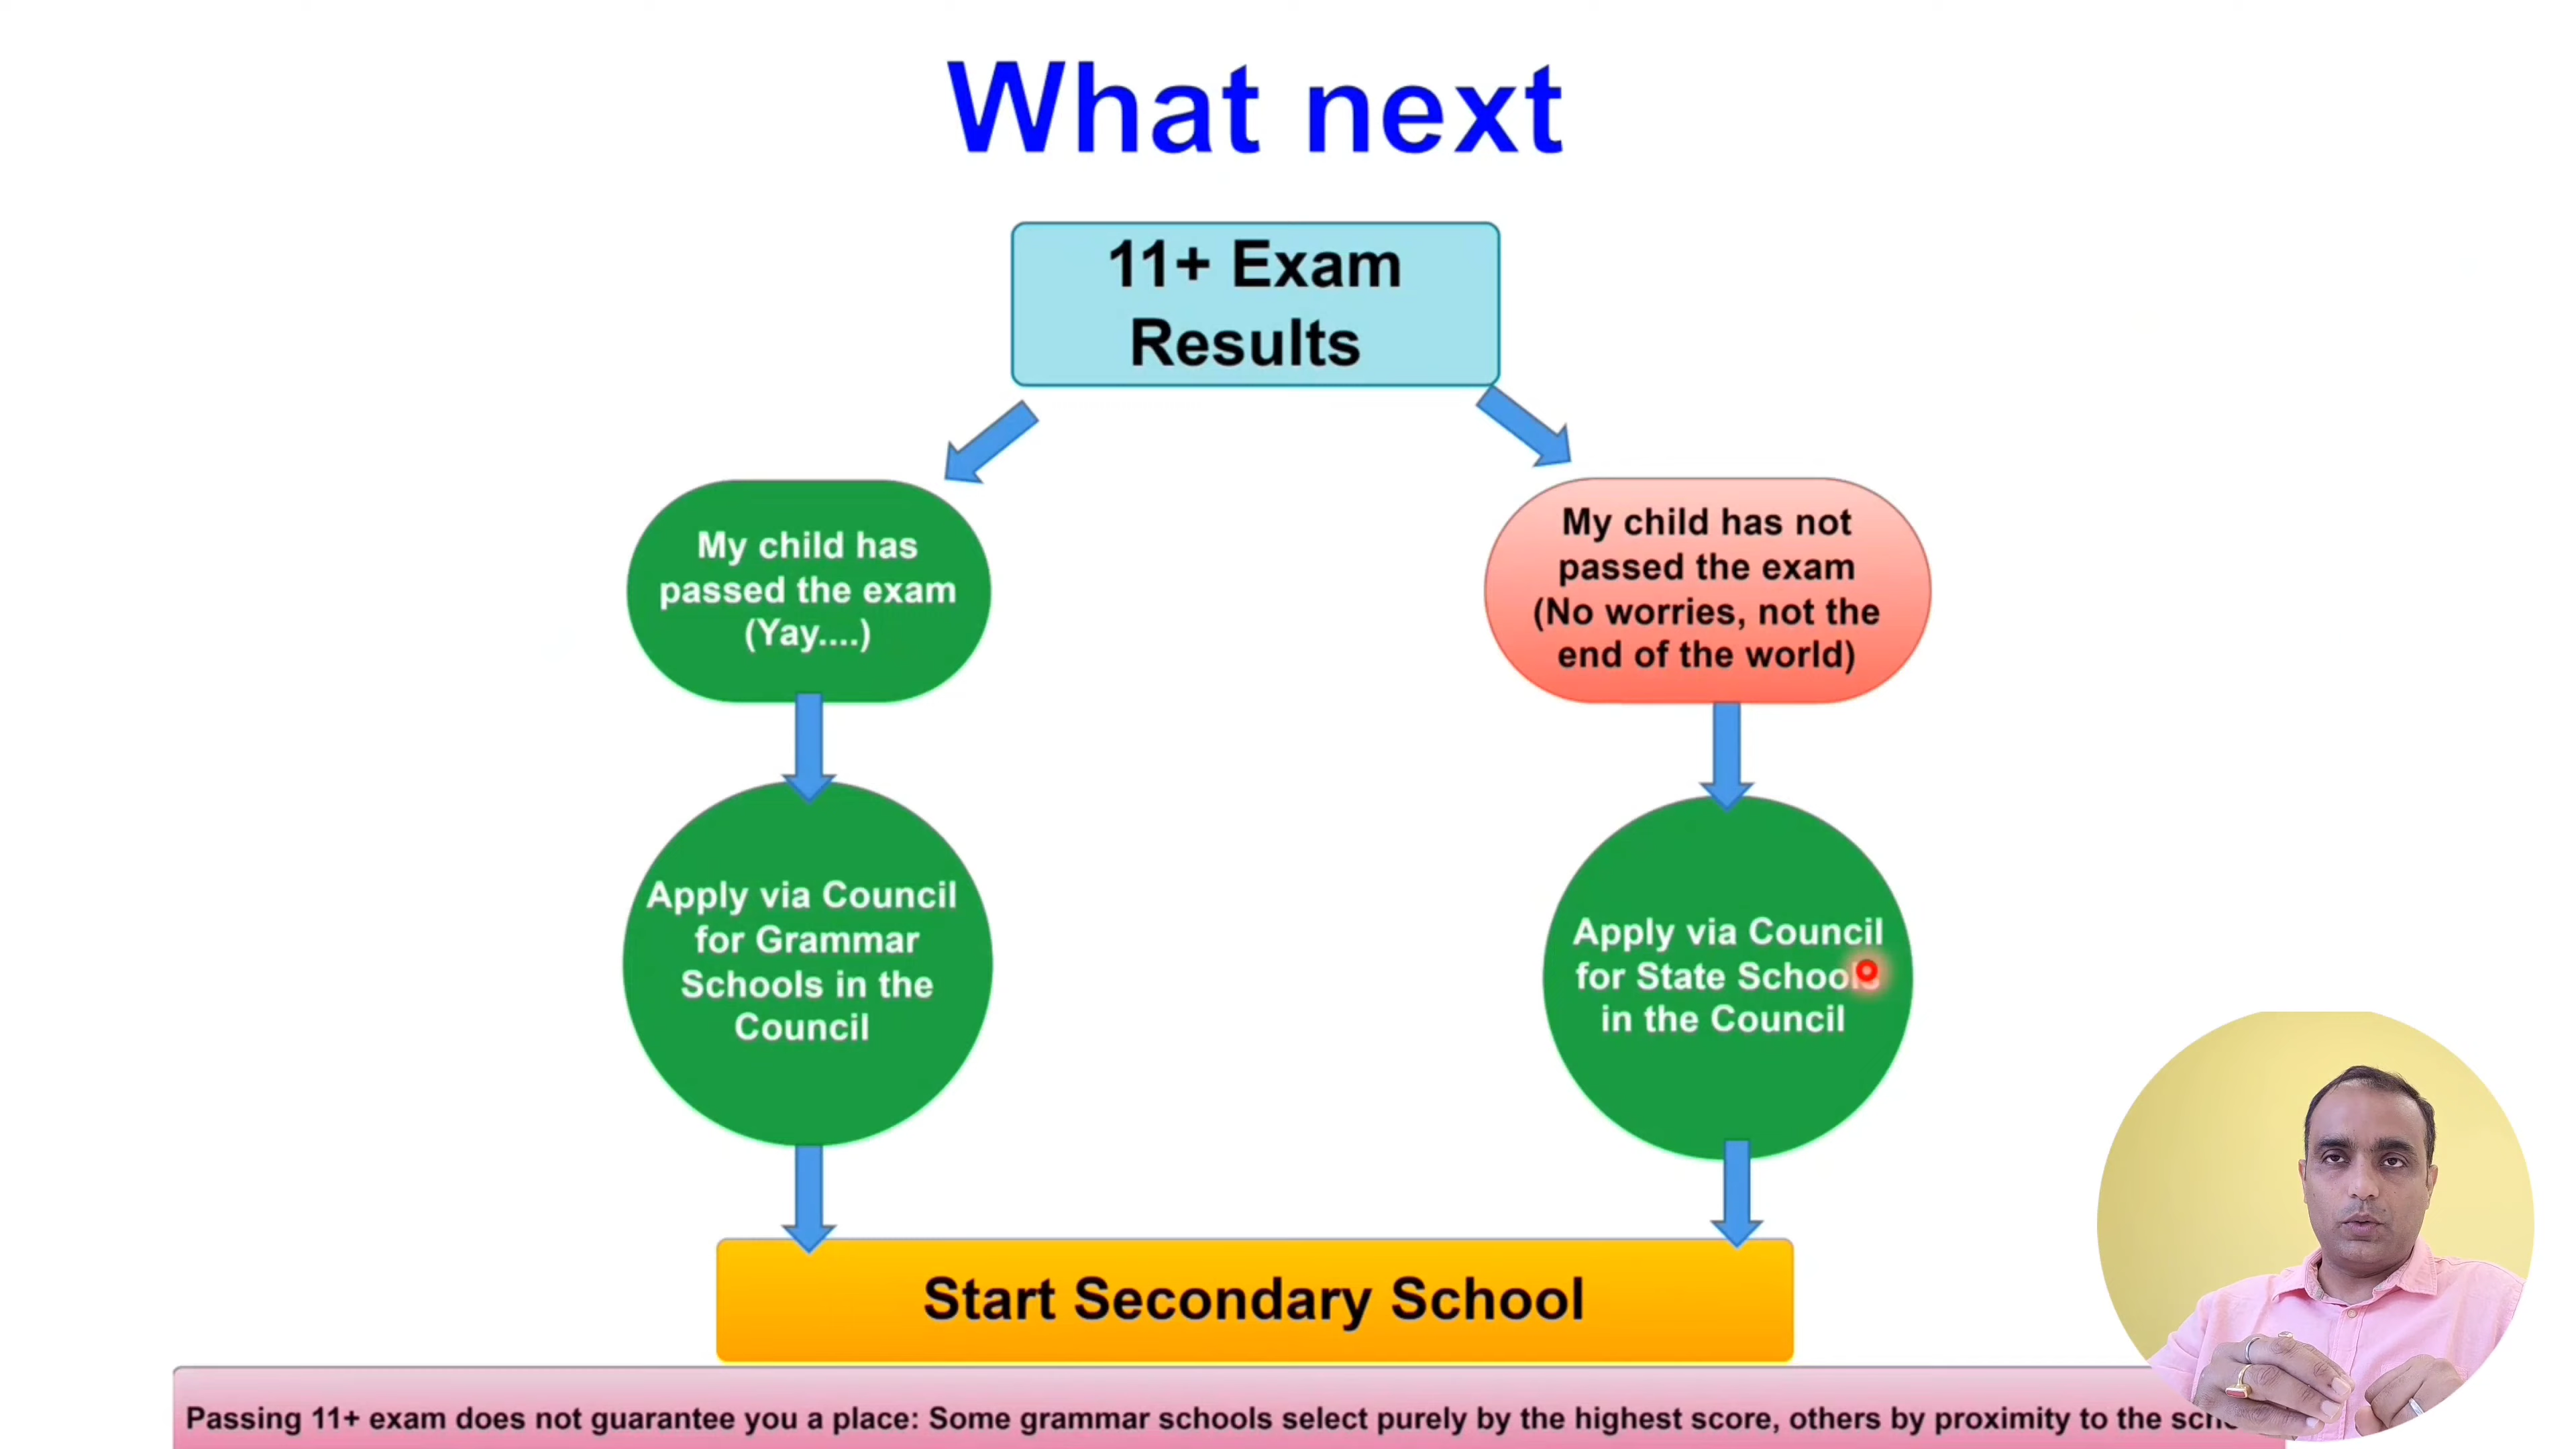 What next
11+ Exam
Results
My child has
passed the exam
(Yay....)
My child has not
passed the exam
(No worries, not the
end of the world)
Apply via Council
for Grammar
Schools in the
Council
Apply via Council
for State Schools
in the Council
Start Secondary School
Passing 11+ exam does not guarantee you a place: Some grammar schools select purely by the highest score, others by proximity to the